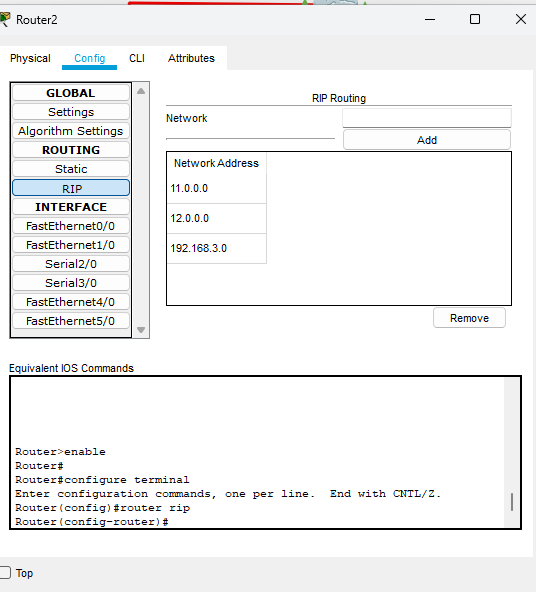 Router2
Physical Config CLI Attributes
GLOBAL
Settings
Algorithm Settings
ROUTING
Static
RIP
INTERFACE
FastEthernet0/0
FastEthernet1/0
Serial2/0
Serial3/0
FastEthernet4/0
FastEthernet5/0
RIP Routing
Network
Add
Network Address
11.0.0.0
12.0.0.0
192.168.3.0
Remove
Equivalent IOS Commands
Router>enable
Router#
Router#configure terminal
Enter configuration commands, one per line.  End with CNTL/Z.
Router(config)#router rip
Router(config-router)#
Top